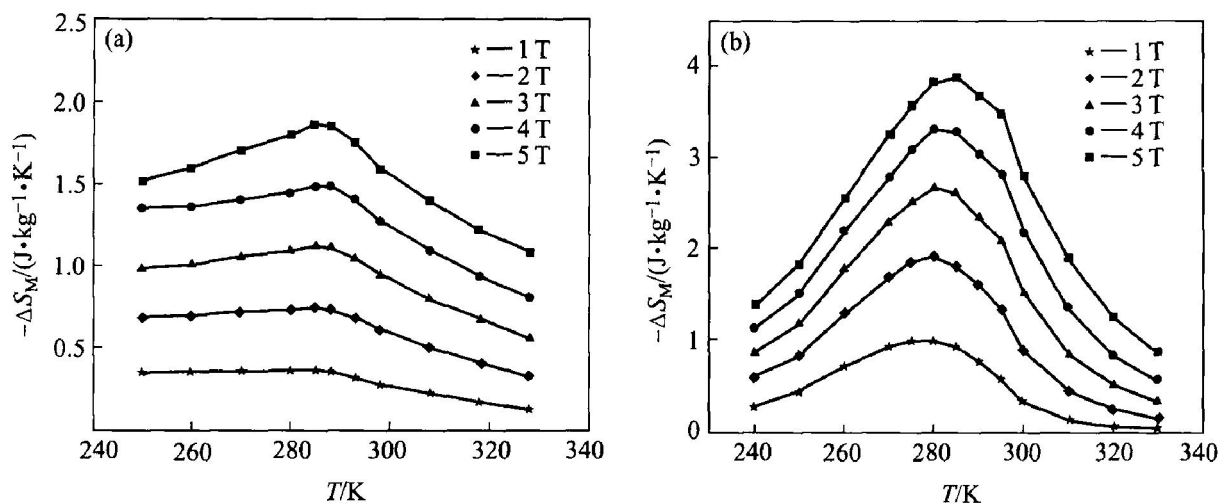 (a)
1 T
2 T
3 T
4 T
5 T
2.5
2.0
1.5
1.0
0.5
−ΔS_M/(J•kg⁻¹•K⁻¹)
240 260 280 300 320 340
T/K
(b)
1 T
2 T
3 T
4 T
5 T
4
3
2
1
0
−ΔS_M/(J•kg⁻¹•K⁻¹)
240 260 280 300 320 340
T/K